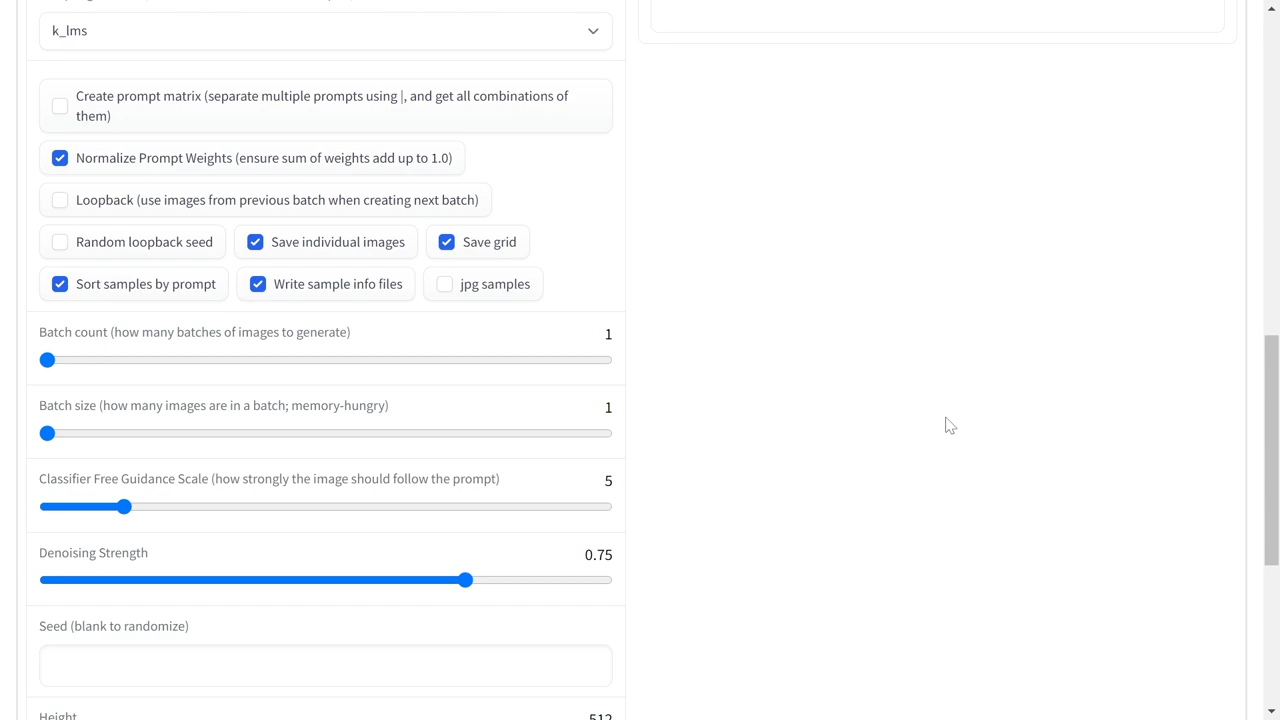 k_lms
Create prompt matrix (separate multiple prompts using |, and get all combinations of
them)
Normalize Prompt Weights (ensure sum of weights add up to 1.0)
Loopback (use images from previous batch when creating next batch)
Random loopback seed
Save individual images
Save grid
Sort samples by prompt
Write sample info files
jpg samples
Batch count (how many batches of images to generate)
1
Batch size (how many images are in a batch; memory-hungry)
1
Classifier Free Guidance Scale (how strongly the image should follow the prompt)
5
Denoising Strength
0.75
Seed (blank to randomize)
Height
512